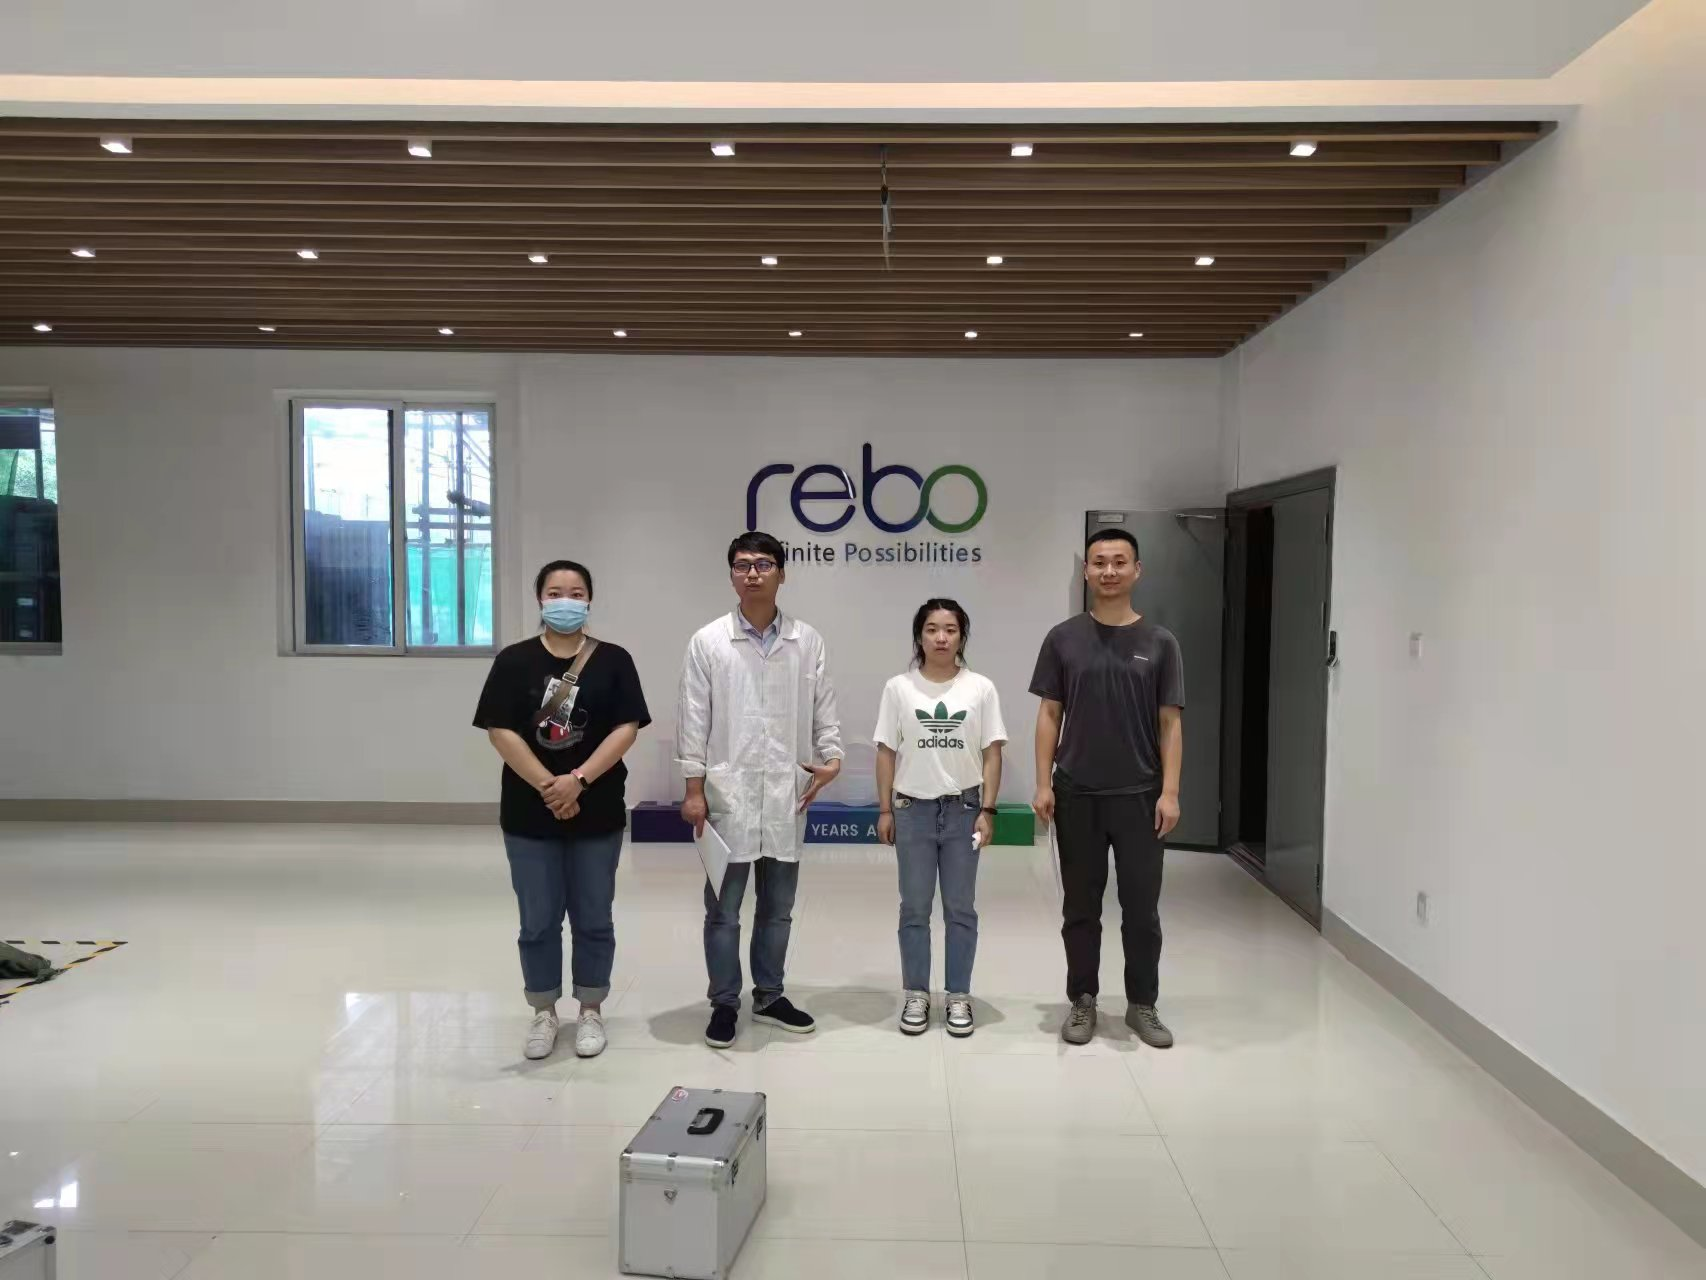 rebo
finite Possibilities
adidas
YEARS A